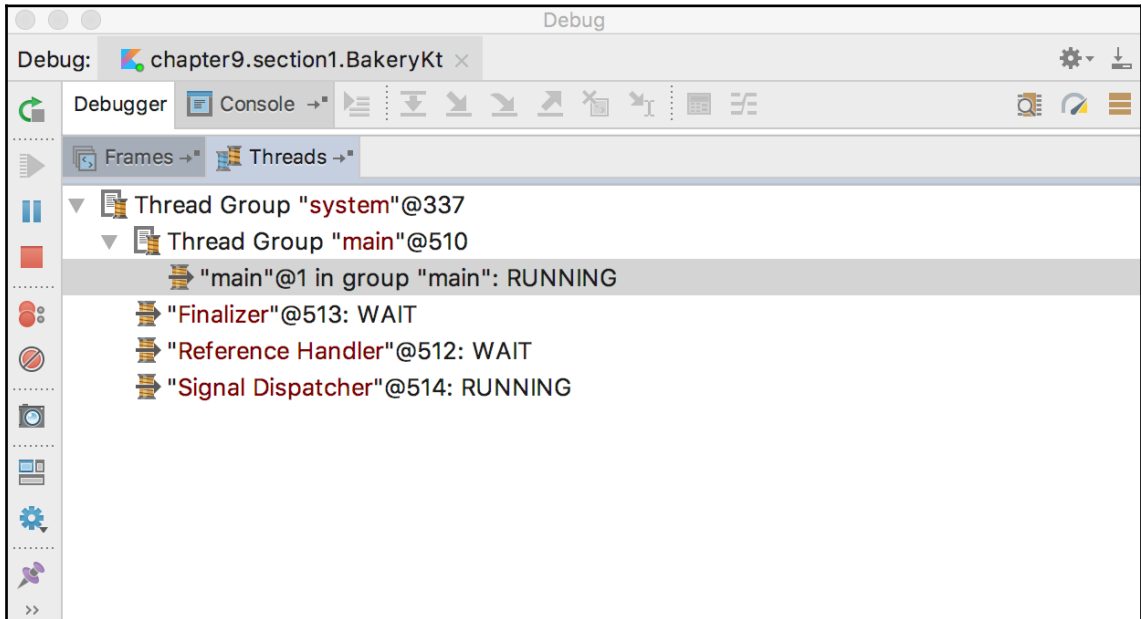 Debug
Debug: chapter9.section1.BakeryKt
Debugger Console
Frames Threads
Thread Group "system"@337
Thread Group "main"@510
"main"@1 in group "main": RUNNING
"Finalizer"@513: WAIT
"Reference Handler"@512: WAIT
"Signal Dispatcher"@514: RUNNING